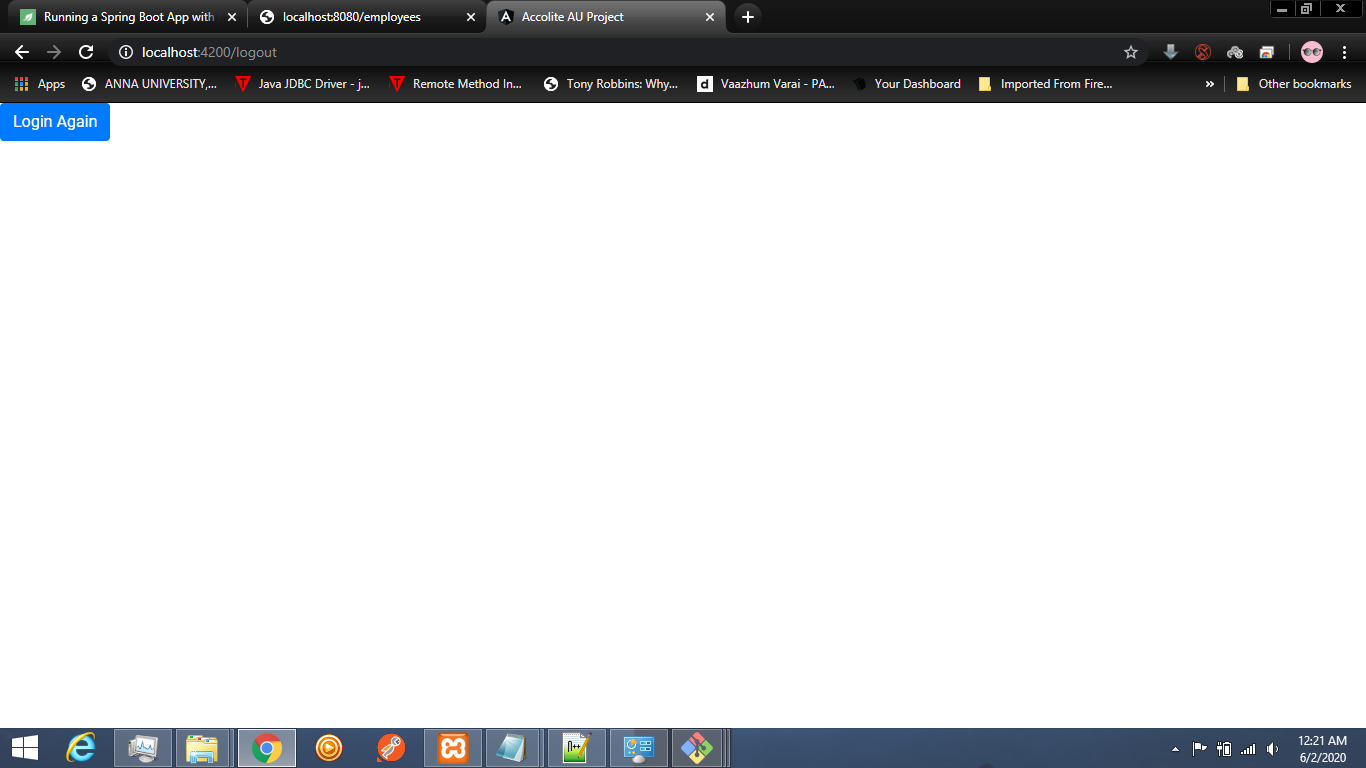 Running a Spring Boot App with
localhost:8080/employees
Accolite AU Project
localhost:4200/logout
Apps
ANNA UNIVERSITY,...
Java JDBC Driver - j...
Remote Method In...
Tony Robbins: Why...
Vaazhum Varai - PA...
Your Dashboard
Imported From Fire...
»
Other bookmarks
Login Again
12:21 AM
6/2/2020